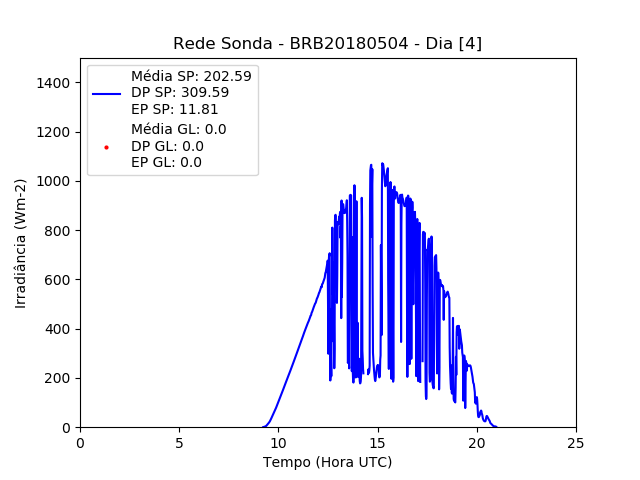 Rede Sonda - BRB20180504 - Dia [4]
Média SP: 202.59
DP SP: 309.59
EP SP: 11.81
Média GL: 0.0
DP GL: 0.0
EP GL: 0.0
Irradiância (Wm-2)
1400
1200
1000
800
600
400
200
0
0
5
10
15
20
25
Tempo (Hora UTC)